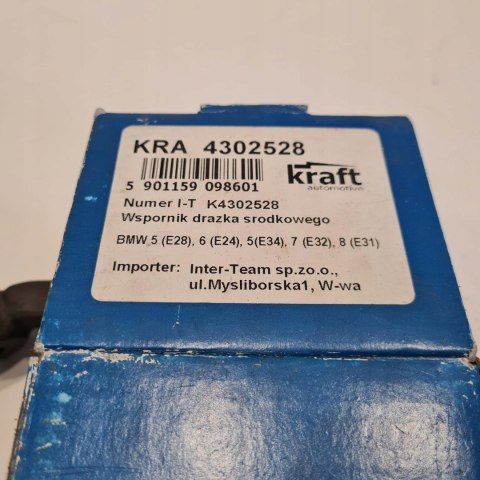 KRA 4302528
5 901159 098601
kraft
automotive
Numer I-T K4302528
Wspornik drazka srodkowego
BMW 5 (E28), 6 (E24), 5(E34), 7 (E32), 8 (E31)
Importer: Inter-Team sp.zo.o.,
ul.Mysliborska1, W-wa